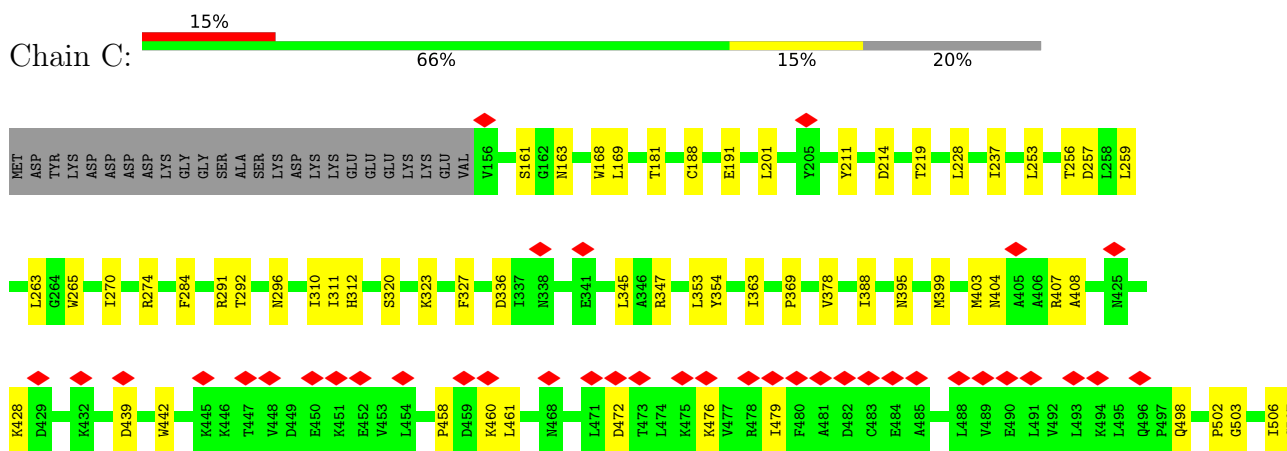 15%
Chain C:
66% 15% 20%
MET ASP TYR LYS ASP ASP ASP ASP LYS GLY GLY SER ALA SER LYS ASP LYS LYS GLU GLU GLU LYS LYS GLY VAL V156 S161 G162 N163 W168 L169 T181 C188 E191 L201 Y205 Y211 D214 T219 L228 I237 L253 T256 D257 L258 L259
L263 G264 W265 I270 R274 F284 R291 T292 N296 I310 I311 H312 S320 K323 F327 D336 I337 N338 E341 L345 A346 R347 L353 Y354 I363 P369 V378 I388 N395 M399 M403 N404 A405 A406 R407 A408 N425
K428 D429 K432 D439 W442 K445 K446 T447 V448 D449 E450 K451 E452 V453 L454 P458 D459 K460 L461 N468 L471 D472 T473 L474 K475 K476 V477 R478 I479 F480 A481 D482 C483 E484 A485 L488 V489 E490 L491 V492 L493 K494 L495 Q496 P497 Q498 P502 G503 I506